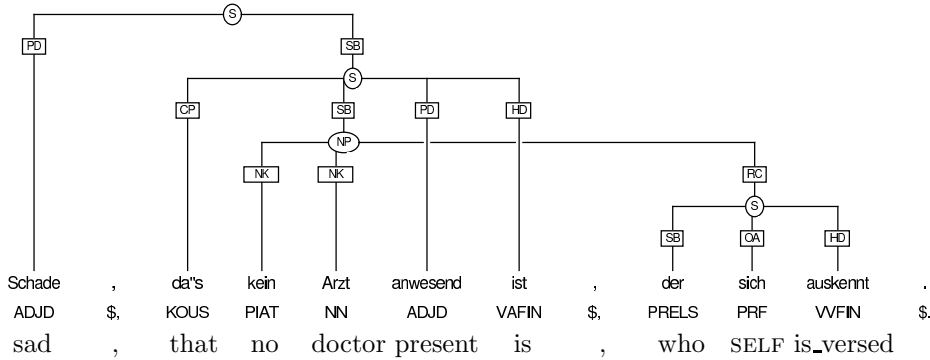 S
PD SB
S
CP SB PD HD
NP
NK NK RC
S
SB OA HD
Schade , da"s kein Arzt anwesend ist , der sich auskennt .
ADJD $, KOUS PIAT NN ADJD VAFIN $, PRELS PRF VVFIN $.
sad , that no doctor present is , who SELF is_versed